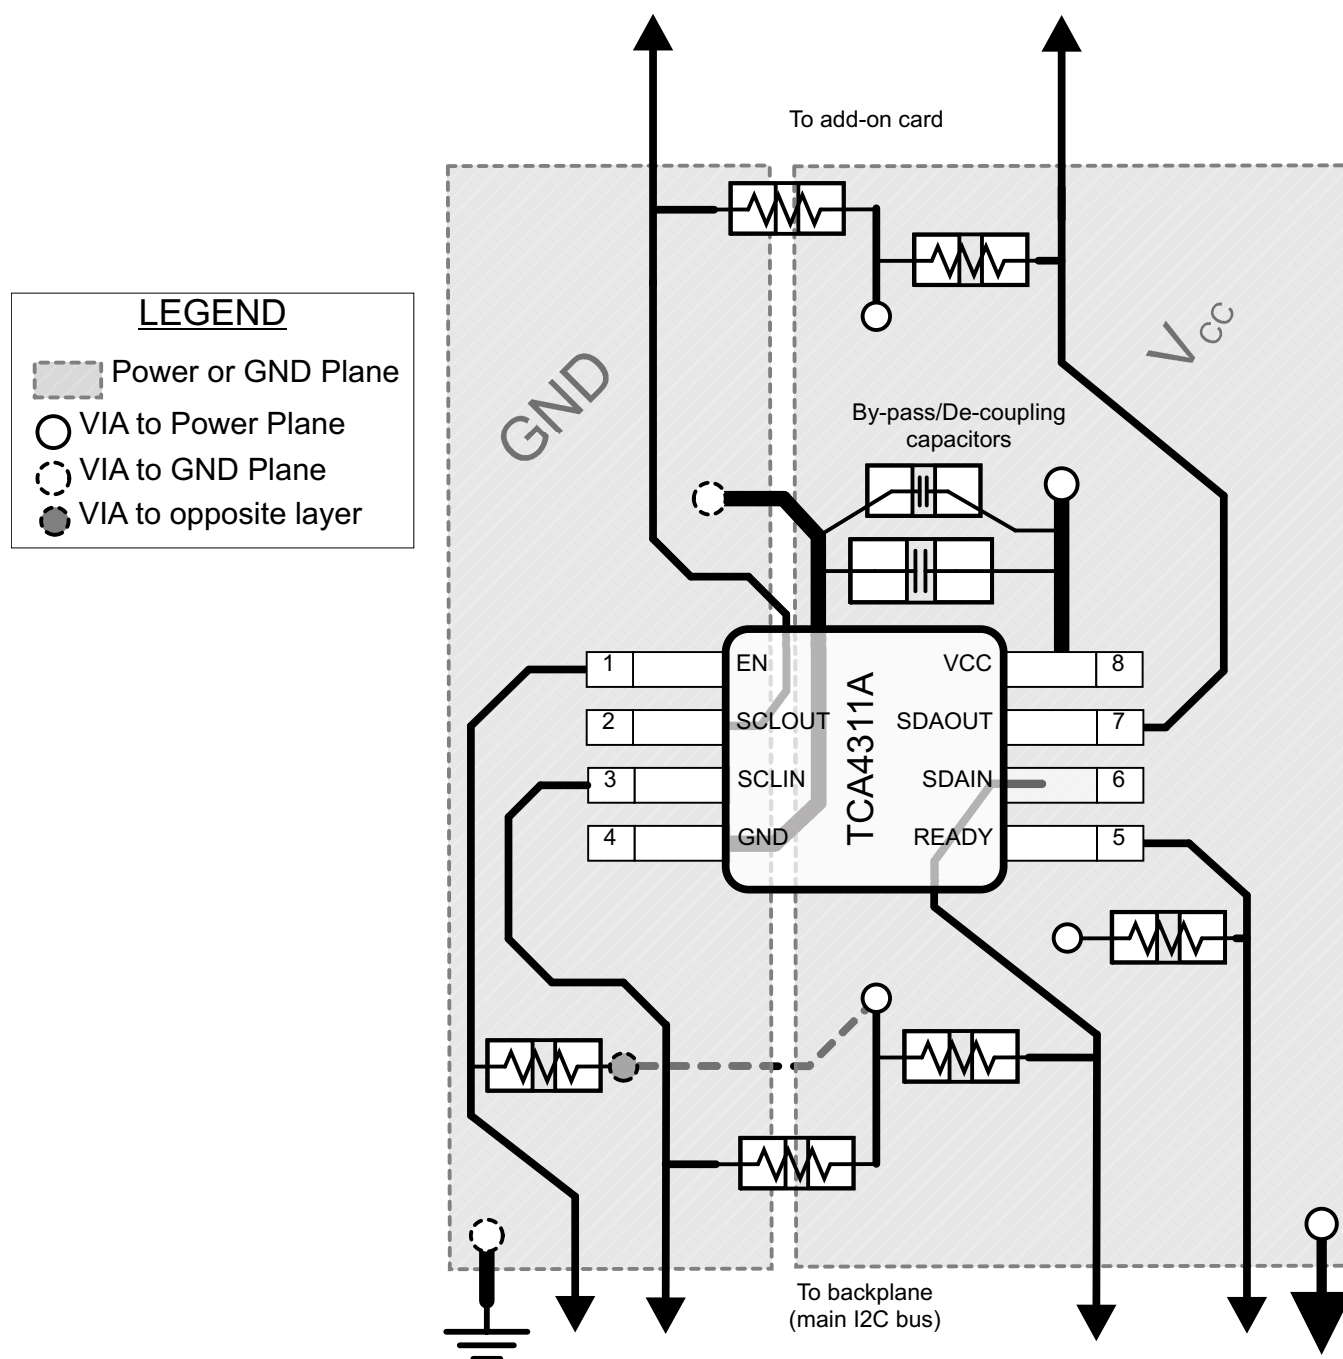 To add-on card
LEGEND
Power or GND Plane
VIA to Power Plane
VIA to GND Plane
VIA to opposite layer
GND
VCC
By-pass/De-coupling
capacitors
1 EN VCC 8
2 SCLOUT SDAOUT 7
3 SCLIN SDAIN 6
4 GND READY 5
TCA4311A
To backplane
(main I2C bus)